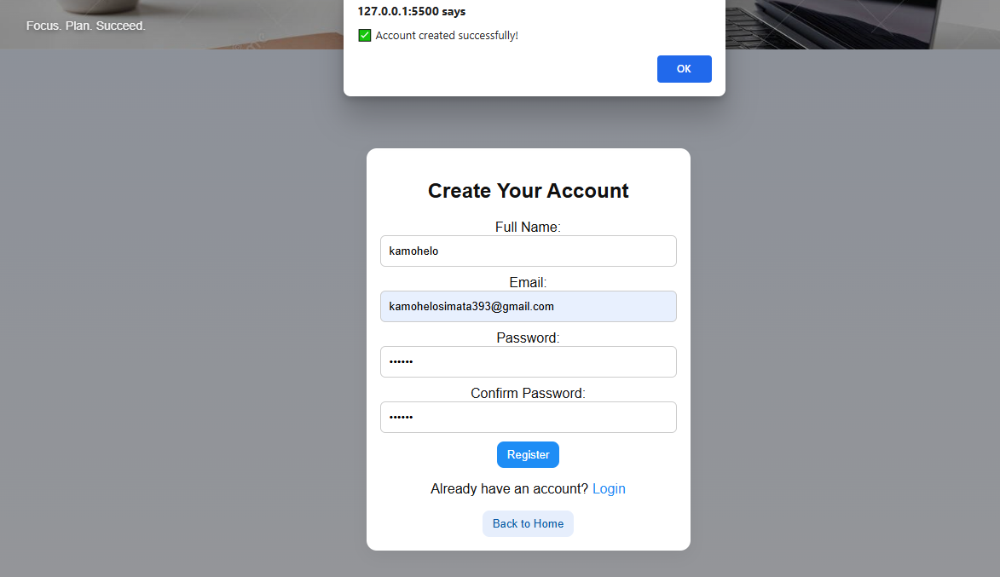 127.0.0.1:5500 says
Focus. Plan. Succeed.
✅ Account created successfully!
OK
Create Your Account
Full Name:
kamohelo
Email:
kamohelosimata393@gmail.com
Password:
••••••
Confirm Password:
••••••
Register
Already have an account? Login
Back to Home